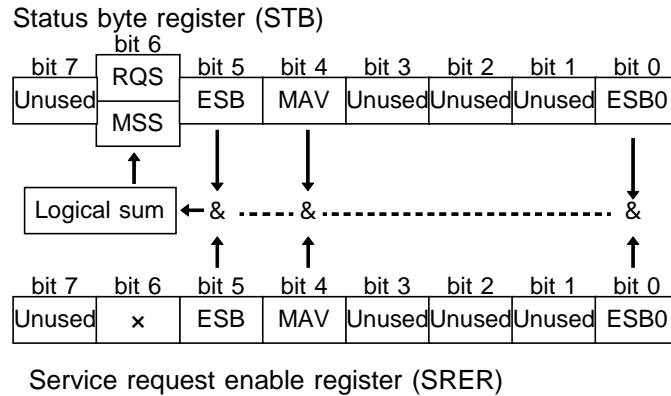 Status byte register (STB)
bit 7 bit 6 bit 5 bit 4 bit 3 bit 2 bit 1 bit 0
Unused RQS ESB MAV Unused Unused Unused ESB0
MSS
Logical sum & & &
bit 7 bit 6 bit 5 bit 4 bit 3 bit 2 bit 1 bit 0
Unused × ESB MAV Unused Unused Unused ESB0
Service request enable register (SRER)